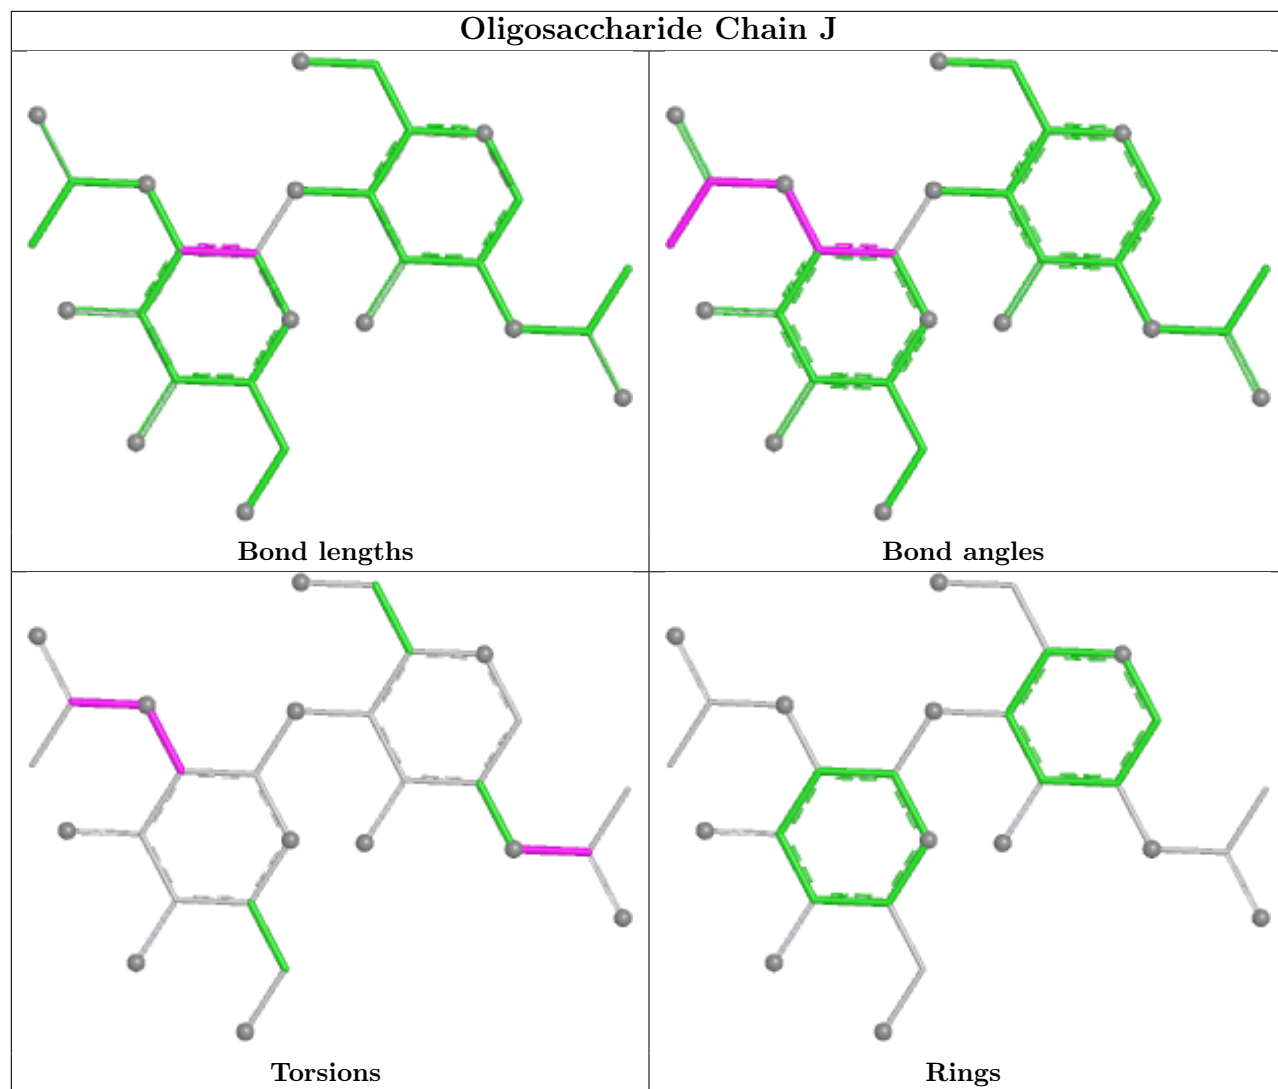 Oligosaccharide Chain J
Bond lengths
Bond angles
Torsions
Rings